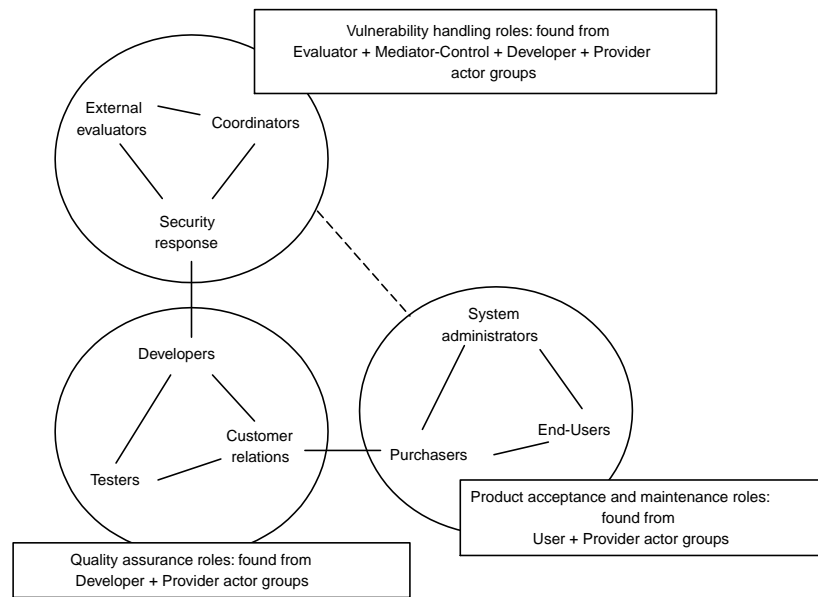 Vulnerability handling roles: found from
Evaluator + Mediator-Control + Developer + Provider
actor groups
External
evaluators
Coordinators
Security
response
System
administrators
Developers
End-Users
Customer
relations
Purchasers
Testers
Product acceptance and maintenance roles:
found from
User + Provider actor groups
Quality assurance roles: found from
Developer + Provider actor groups